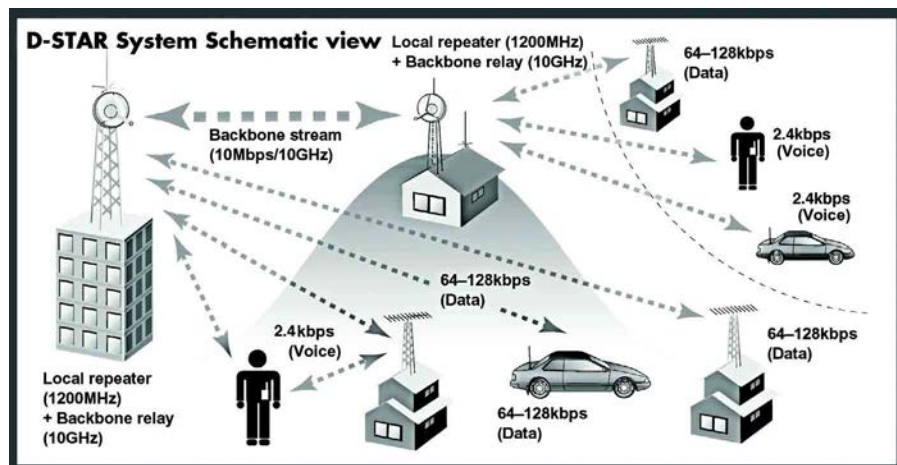 D-STAR System Schematic view
Local repeater (1200MHz)
+ Backbone relay (10GHz)
64–128kbps
(Data)
Backbone stream
(10Mbps/10GHz)
2.4kbps
(Voice)
2.4kbps
(Voice)
64–128kbps
(Data)
2.4kbps
(Voice)
64–128kbps
(Data)
Local repeater
(1200MHz)
+ Backbone relay
(10GHz)
64–128kbps
(Data)